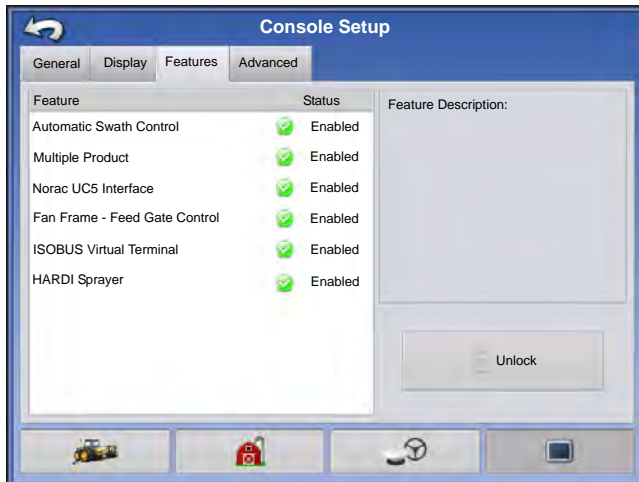 Console Setup
General Display Features Advanced
Feature Status
Automatic Swath Control Enabled
Multiple Product Enabled
Norac UC5 Interface Enabled
Fan Frame - Feed Gate Control Enabled
ISOBUS Virtual Terminal Enabled
HARDI Sprayer Enabled
Feature Description:
Unlock